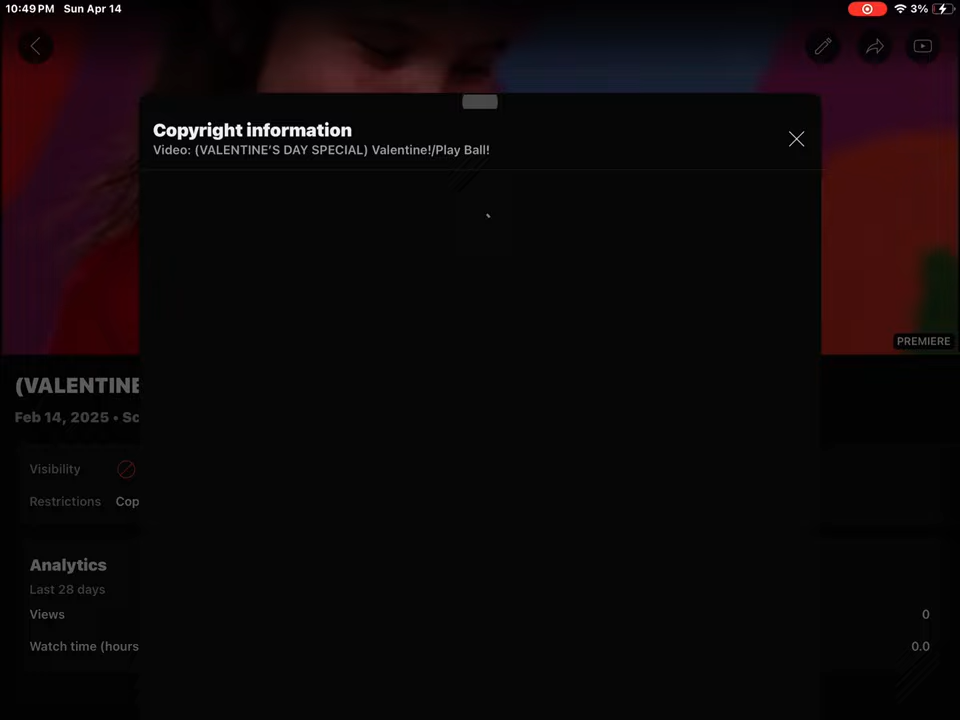 10:49 PM Sun Apr 14
3%
Copyright information
Video: (VALENTINE'S DAY SPECIAL) Valentine!/Play Ball!
PREMIERE
(VALENTINE
Feb 14, 2025 • Sc
Visibility
Restrictions Cop
Analytics
Last 28 days
Views 0
Watch time (hours 0.0